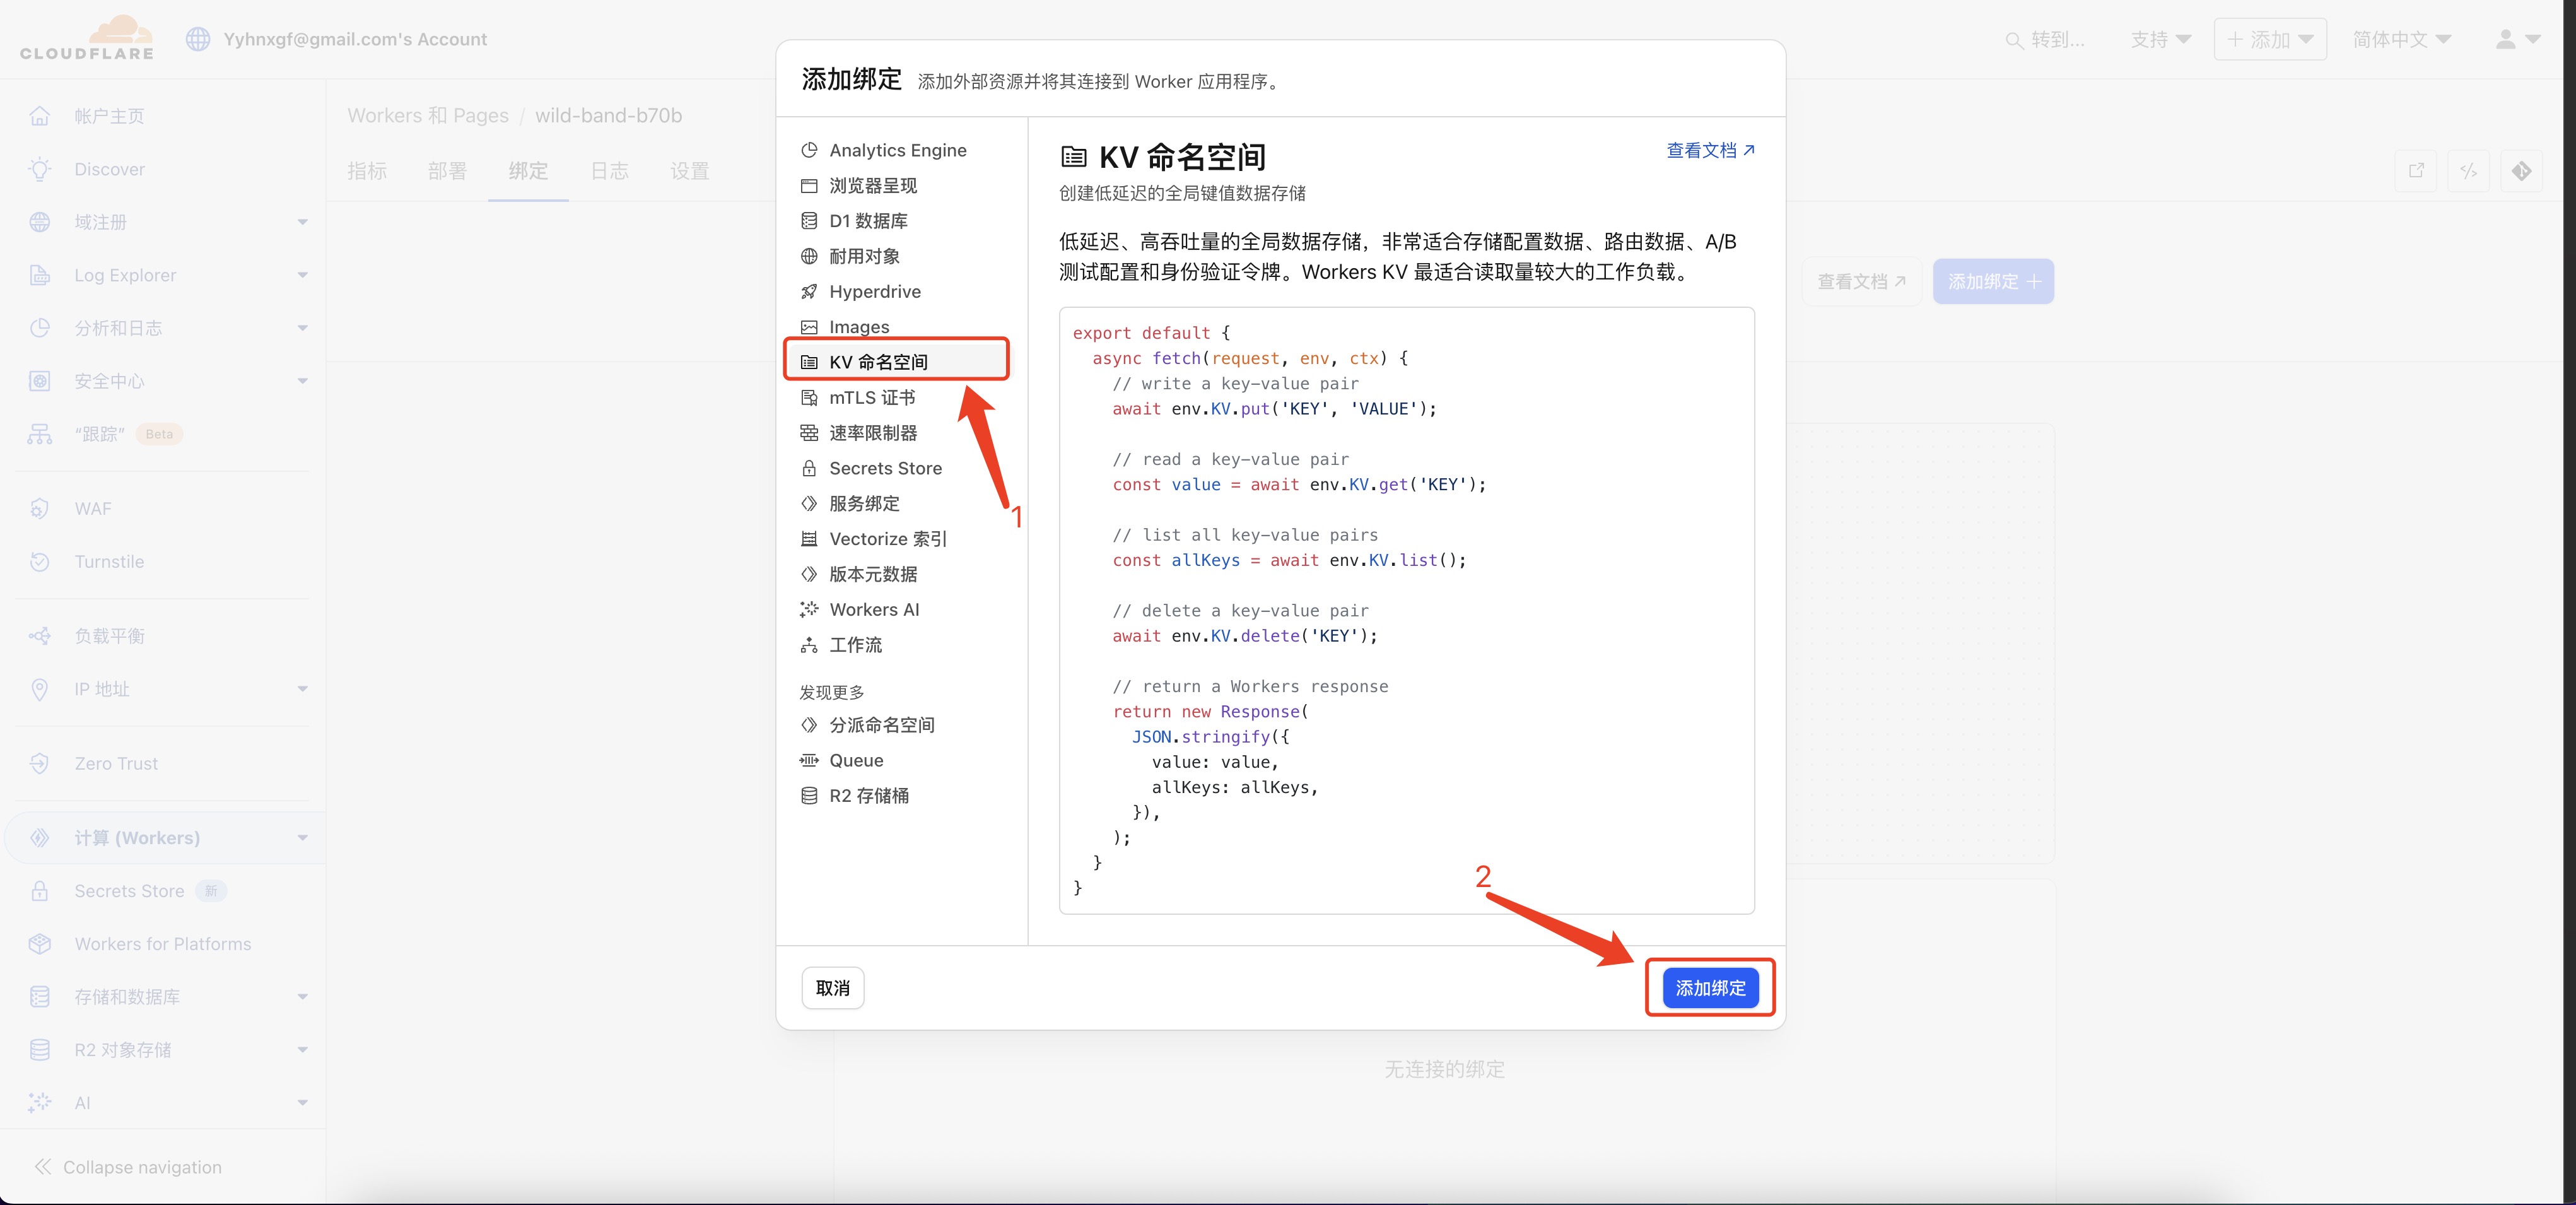 CLOUDFLARE
Yyhnxgf@gmail.com's Account
转到...
支持
添加
简体中文
帐户主页
Discover
域注册
Log Explorer
分析和日志
安全中心
“跟踪” Beta
WAF
Turnstile
负载平衡
IP 地址
Zero Trust
计算 (Workers)
Secrets Store 新
Workers for Platforms
存储和数据库
R2 对象存储
AI
Collapse navigation
Workers 和 Pages / wild-band-b70b
指标 部署 绑定 日志 设置
查看文档
添加绑定
无连接的绑定
添加绑定 添加外部资源并将其连接到 Worker 应用程序。
Analytics Engine
浏览器呈现
D1 数据库
耐用对象
Hyperdrive
Images
KV 命名空间
mTLS 证书
速率限制器
Secrets Store
服务绑定
Vectorize 索引
版本元数据
Workers AI
工作流
发现更多
分派命名空间
Queue
R2 存储桶
1
KV 命名空间
查看文档
创建低延迟的全局键值数据存储
低延迟、高吞吐量的全局数据存储，非常适合存储配置数据、路由数据、A/B
测试配置和身份验证令牌。Workers KV 最适合读取量较大的工作负载。
export default {
async fetch(request, env, ctx) {
// write a key-value pair
await env.KV.put('KEY', 'VALUE');
// read a key-value pair
const value = await env.KV.get('KEY');
// list all key-value pairs
const allKeys = await env.KV.list();
// delete a key-value pair
await env.KV.delete('KEY');
// return a Workers response
return new Response(
JSON.stringify({
value: value,
allKeys: allKeys,
}),
);
}
}
2
取消
添加绑定